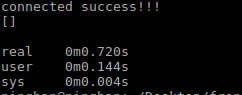 connected success!!!
[]
real    0m0.720s
user    0m0.144s
sys     0m0.004s